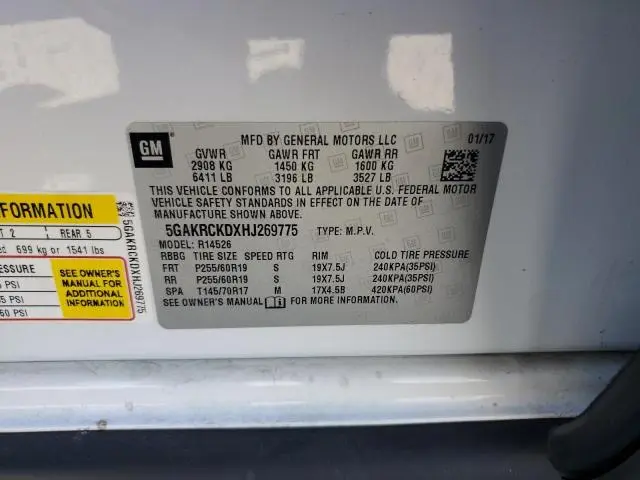 GM
MFD BY GENERAL MOTORS LLC 01/17
GVWR GAWR FRT GAWR RR
2908 KG 1450 KG 1600 KG
6411 LB 3196 LB 3527 LB
THIS VEHICLE CONFORMS TO ALL APPLICABLE U.S. FEDERAL MOTOR
VEHICLE SAFETY STANDARDS IN EFFECT ON THE DATE OF
MANUFACTURE SHOWN ABOVE.
5GAKRCKDXHJ269775 TYPE: M.P.V.
MODEL: R14526
RBBG TIRE SIZE SPEED RTG RIM COLD TIRE PRESSURE
FRT P255/60R19 S 19X7.5J 240KPA(35PSI)
RR P255/60R19 S 19X7.5J 240KPA(35PSI)
SPA T145/70R17 M 17X4.5B 420KPA(60PSI)
SEE OWNER'S MANUAL FOR MORE INFORMATION.
FORMATION
2 REAR 5
699 kg or 1541 lbs
PSI
PSI
60 PSI
SEE OWNER'S
MANUAL FOR
ADDITIONAL
INFORMATION
5GAKRCKDXHJ269775